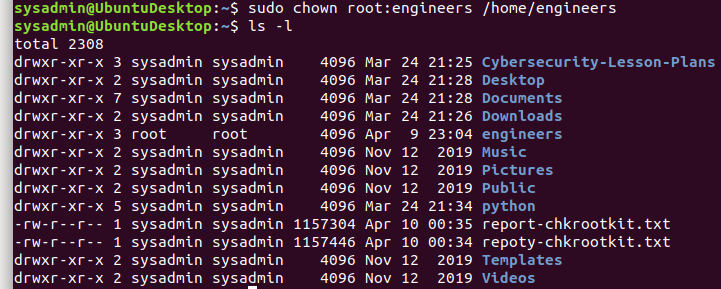 sysadmin@UbuntuDesktop:~$ sudo chown root:engineers /home/engineers
sysadmin@UbuntuDesktop:~$ ls -l
total 2308
drwxr-xr-x 3 sysadmin sysadmin    4096 Mar 24 21:25 Cybersecurity-Lesson-Plans
drwxr-xr-x 2 sysadmin sysadmin    4096 Mar 24 21:28 Desktop
drwxr-xr-x 7 sysadmin sysadmin    4096 Mar 24 21:28 Documents
drwxr-xr-x 2 sysadmin sysadmin    4096 Mar 24 21:26 Downloads
drwxr-xr-x 3 root     root        4096 Apr  9 23:04 engineers
drwxr-xr-x 2 sysadmin sysadmin    4096 Nov 12  2019 Music
drwxr-xr-x 2 sysadmin sysadmin    4096 Nov 12  2019 Pictures
drwxr-xr-x 2 sysadmin sysadmin    4096 Nov 12  2019 Public
drwxr-xr-x 5 sysadmin sysadmin    4096 Mar 24 21:34 python
-rw-r--r-- 1 sysadmin sysadmin 1157304 Apr 10 00:35 report-chkrootkit.txt
-rw-r--r-- 1 sysadmin sysadmin 1157446 Apr 10 00:34 repoty-chkrootkit.txt
drwxr-xr-x 2 sysadmin sysadmin    4096 Nov 12  2019 Templates
drwxr-xr-x 2 sysadmin sysadmin    4096 Nov 12  2019 Videos